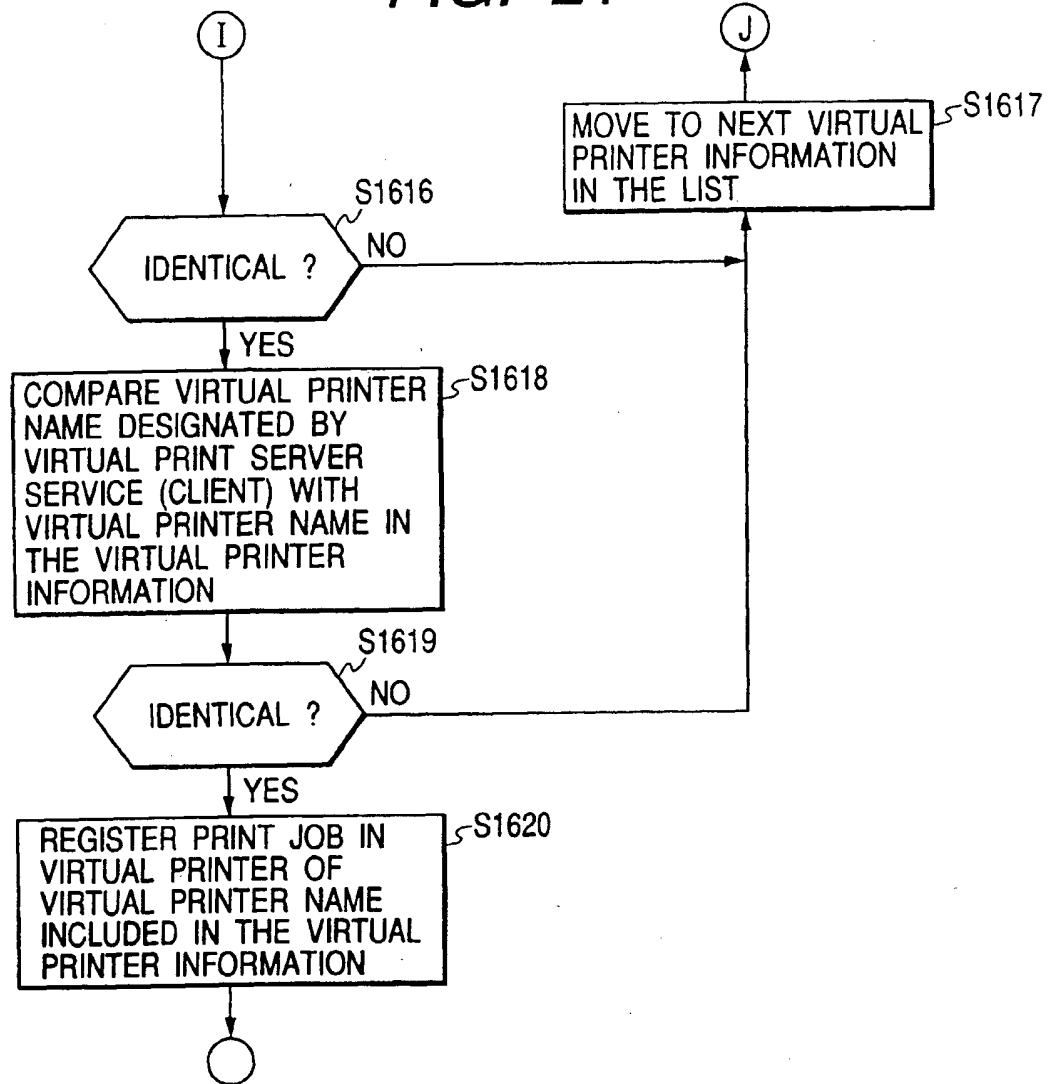 I
J
MOVE TO NEXT VIRTUAL
PRINTER INFORMATION
IN THE LIST
S1617
S1616
IDENTICAL ?
NO
YES
COMPARE VIRTUAL PRINTER
NAME DESIGNATED BY
VIRTUAL PRINT SERVER
SERVICE (CLIENT) WITH
VIRTUAL PRINTER NAME IN
THE VIRTUAL PRINTER
INFORMATION
S1618
S1619
IDENTICAL ?
NO
YES
REGISTER PRINT JOB IN
VIRTUAL PRINTER OF
VIRTUAL PRINTER NAME
INCLUDED IN THE VIRTUAL
PRINTER INFORMATION
S1620